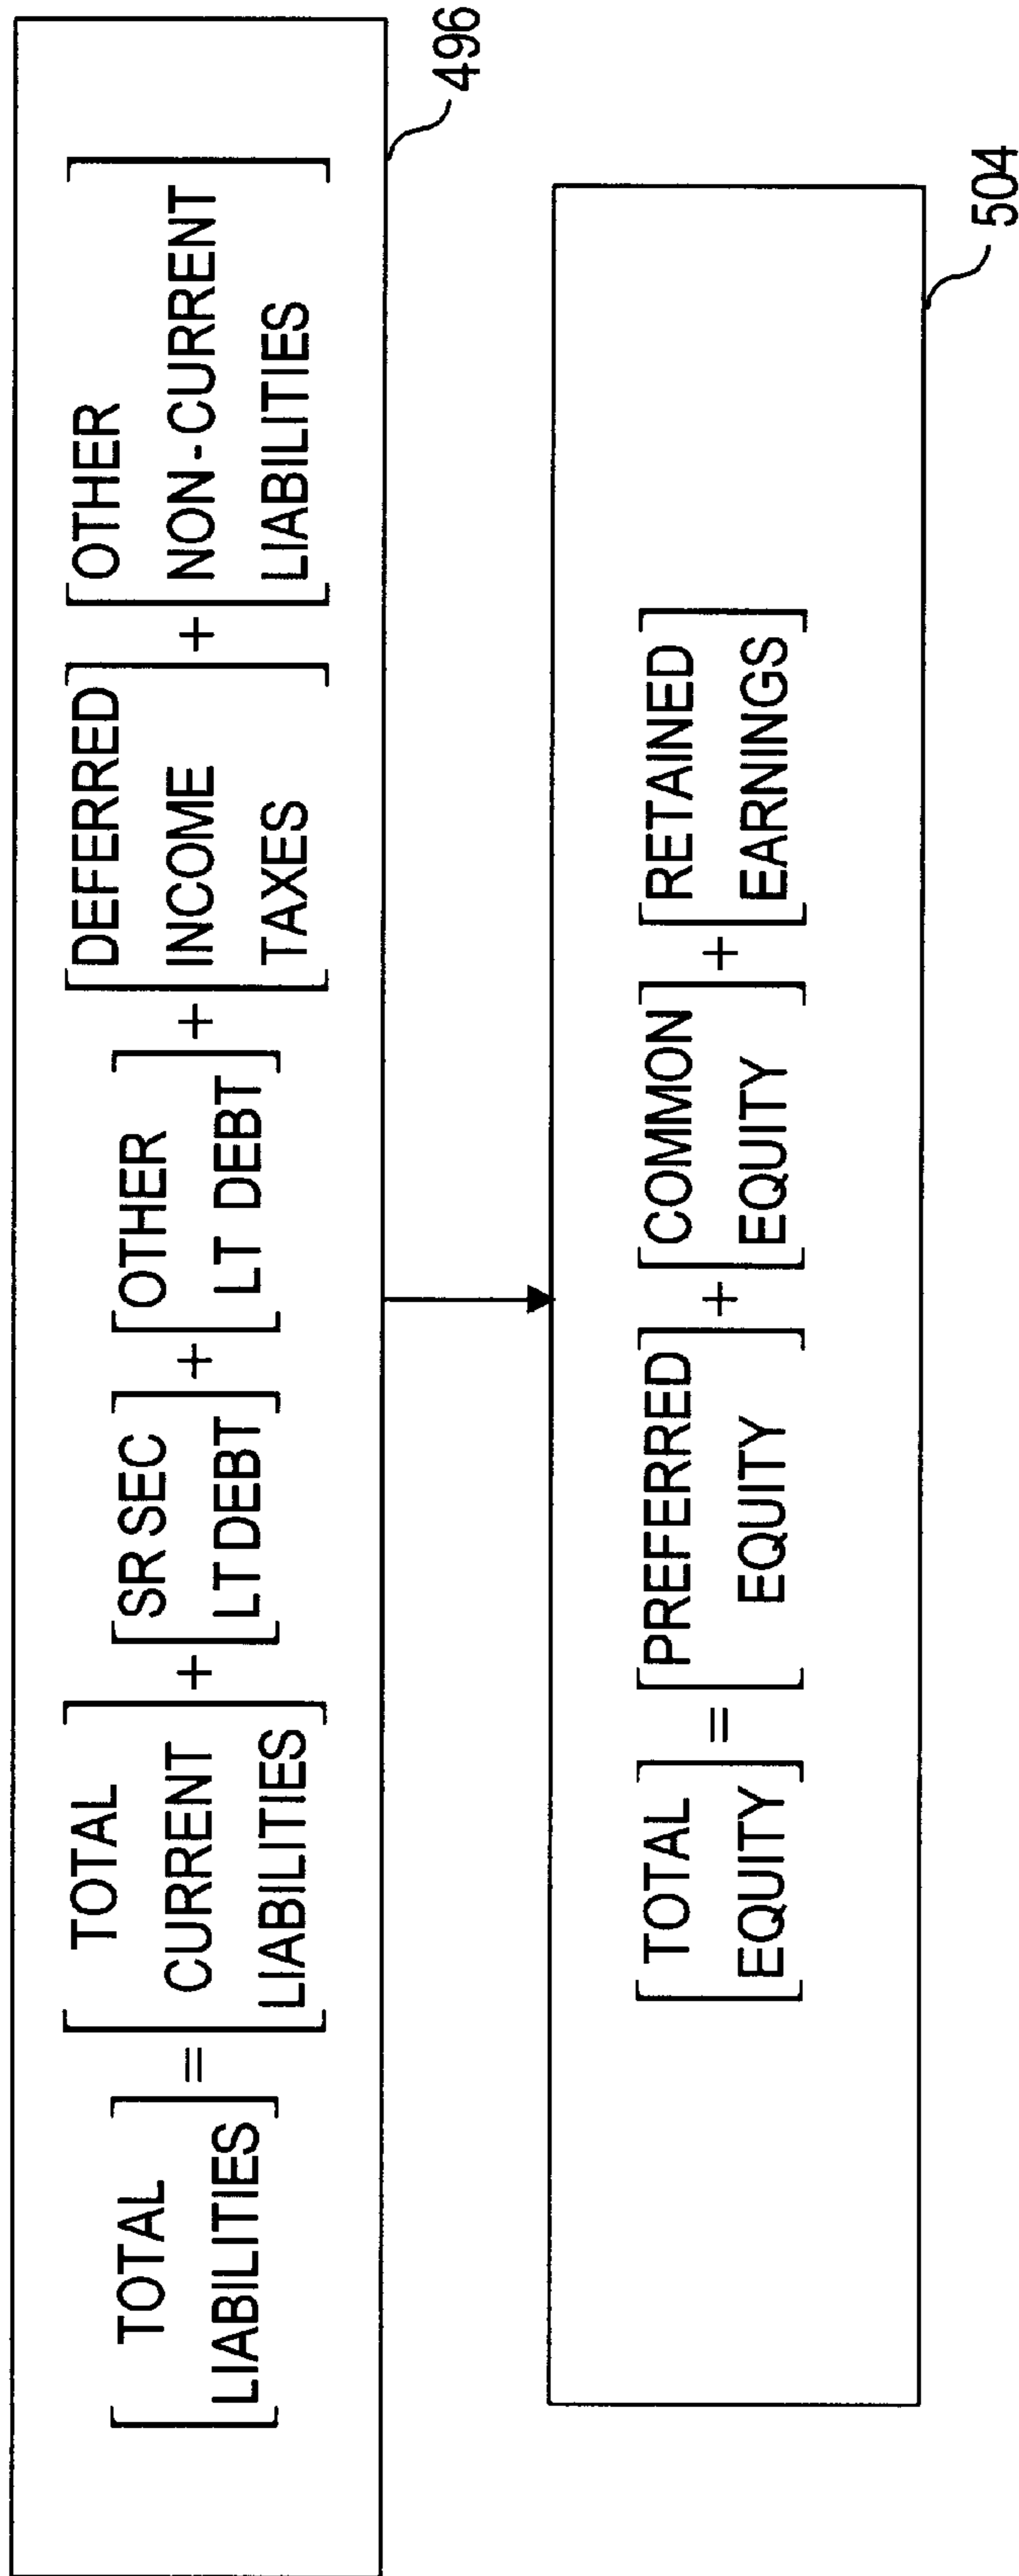 [TOTAL LIABILITIES] = [TOTAL CURRENT LIABILITIES] + [SR SEC LT DEBT] + [OTHER LT DEBT] + [DEFERRED INCOME TAXES] + [OTHER NON-CURRENT LIABILITIES]
496
[TOTAL EQUITY] = [PREFERRED EQUITY] + [COMMON EQUITY] + [RETAINED EARNINGS]
504